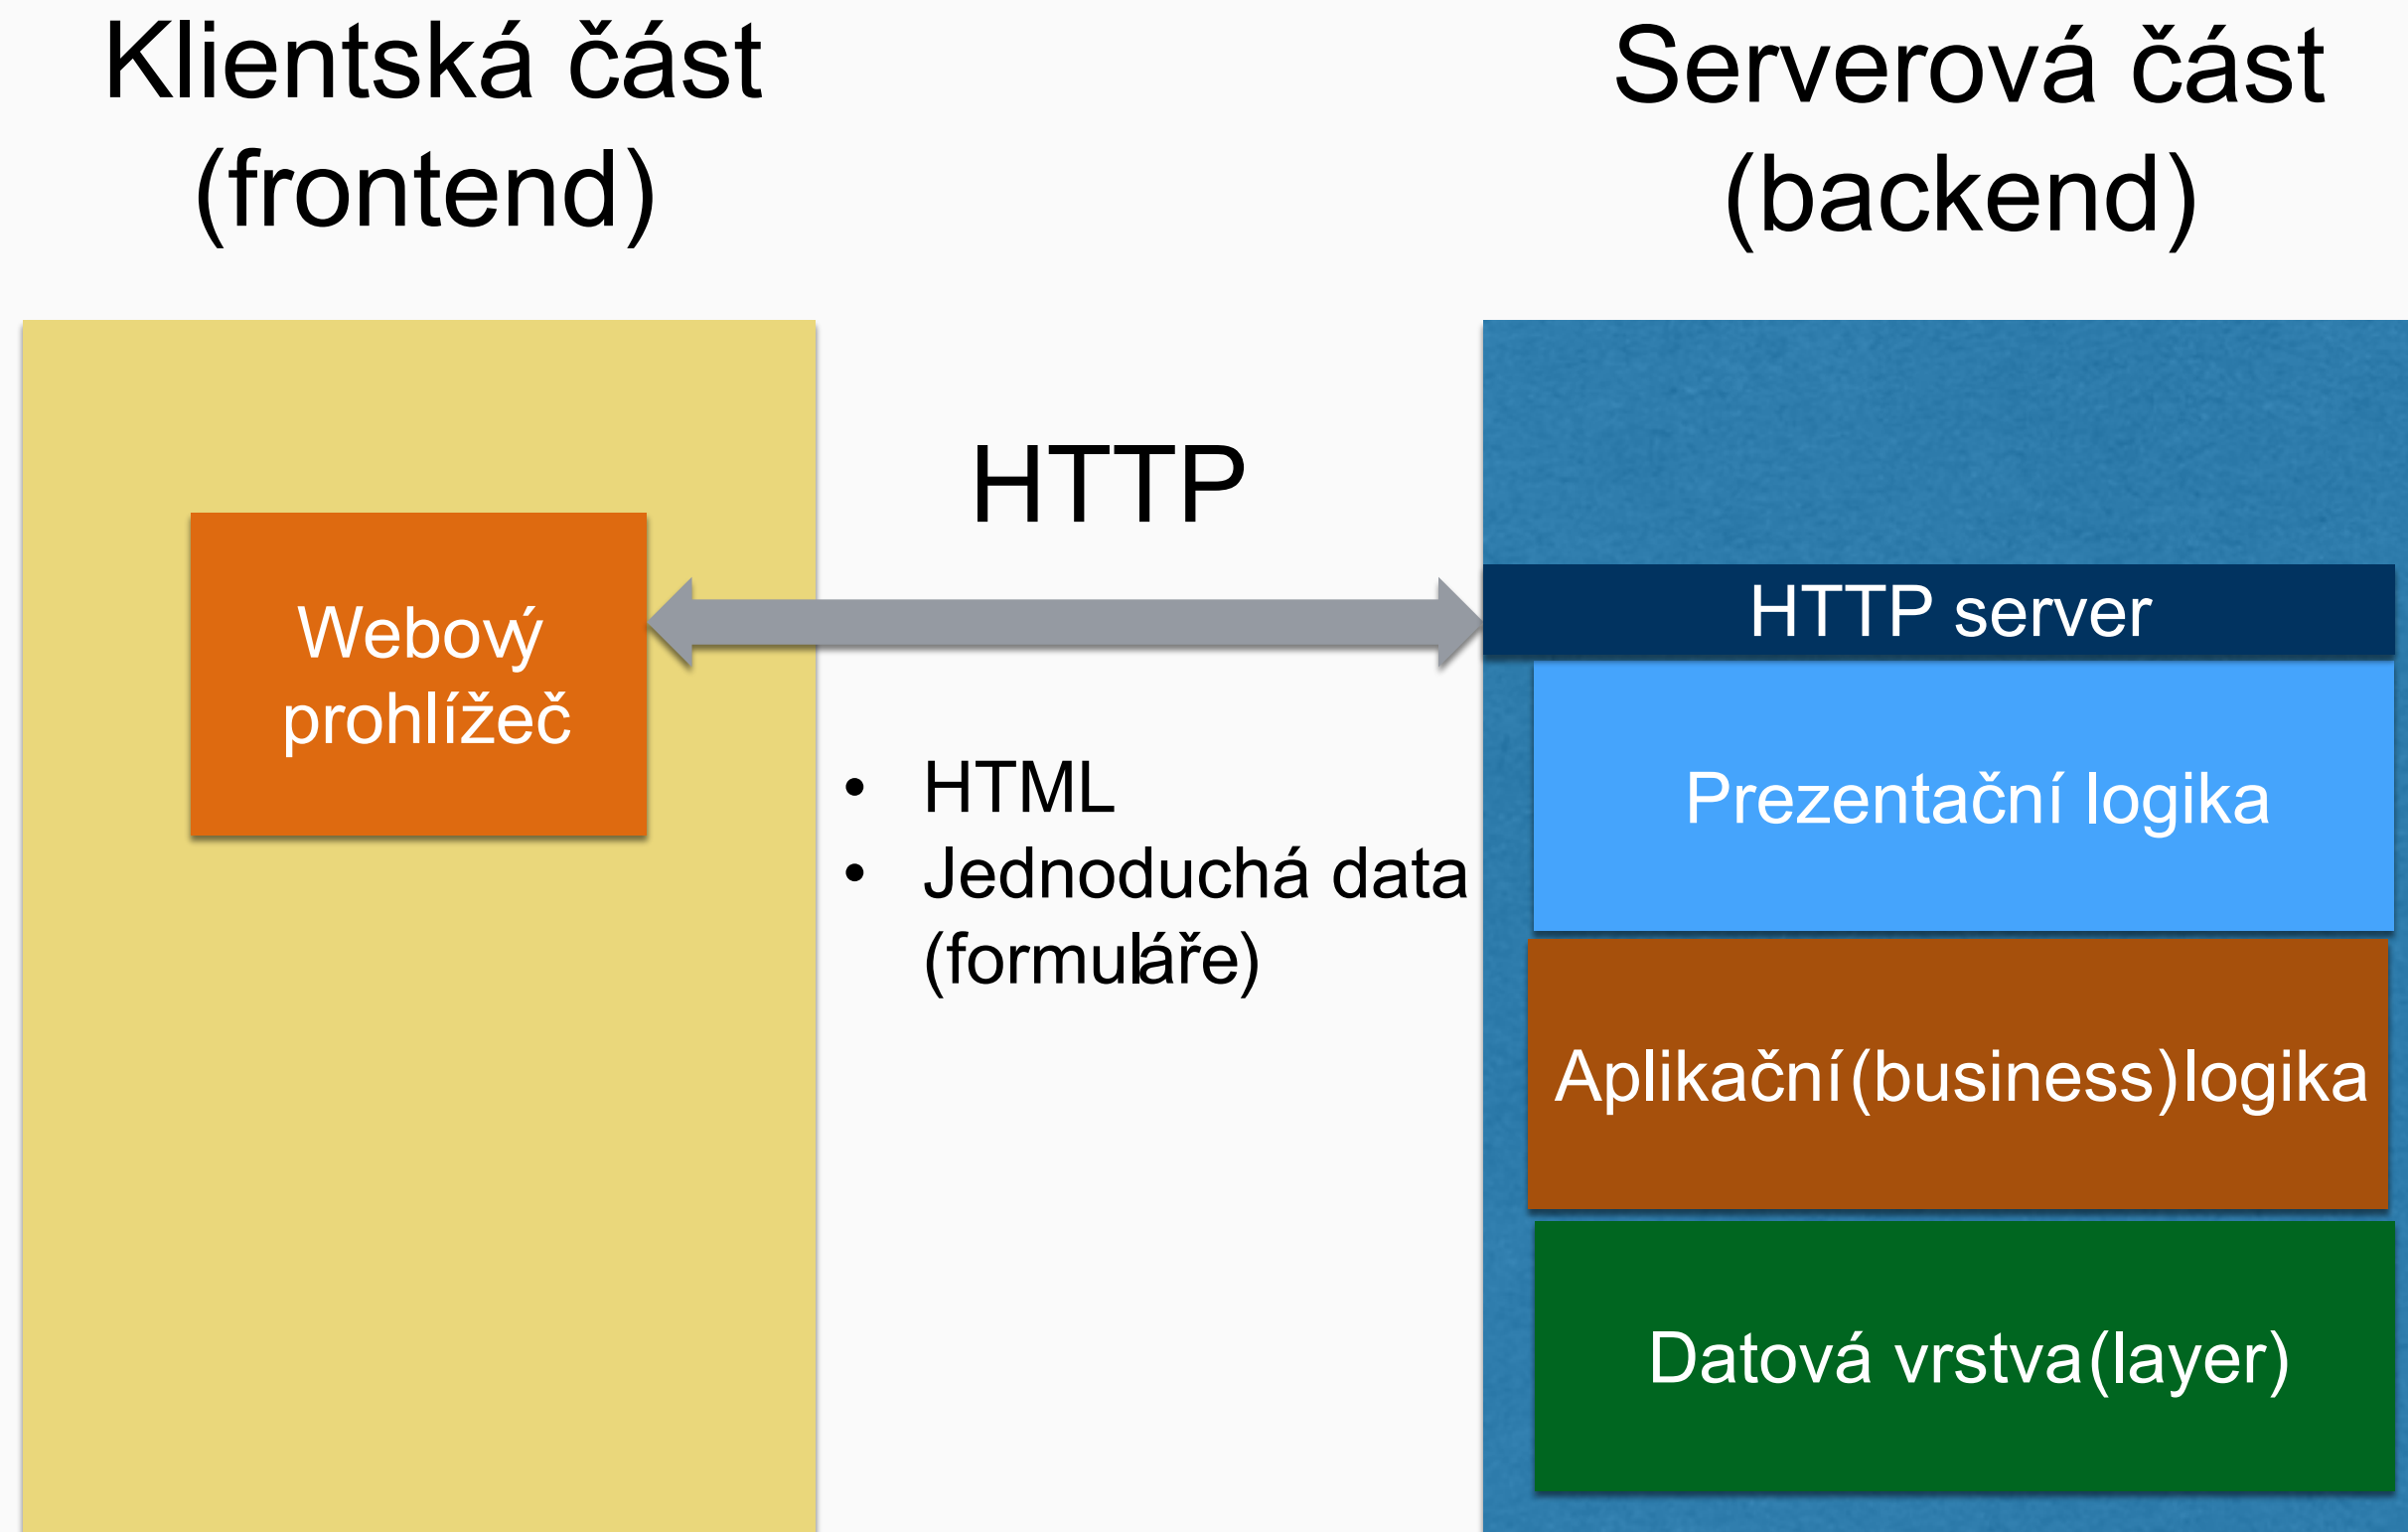 Klientská část
(frontend)
Serverová část
(backend)
HTTP
Webový
prohlížeč
• HTML
• Jednoduchá data
(formuláře)
HTTP server
Prezentační logika
Aplikační(business)logika
Datová vrstva(layer)